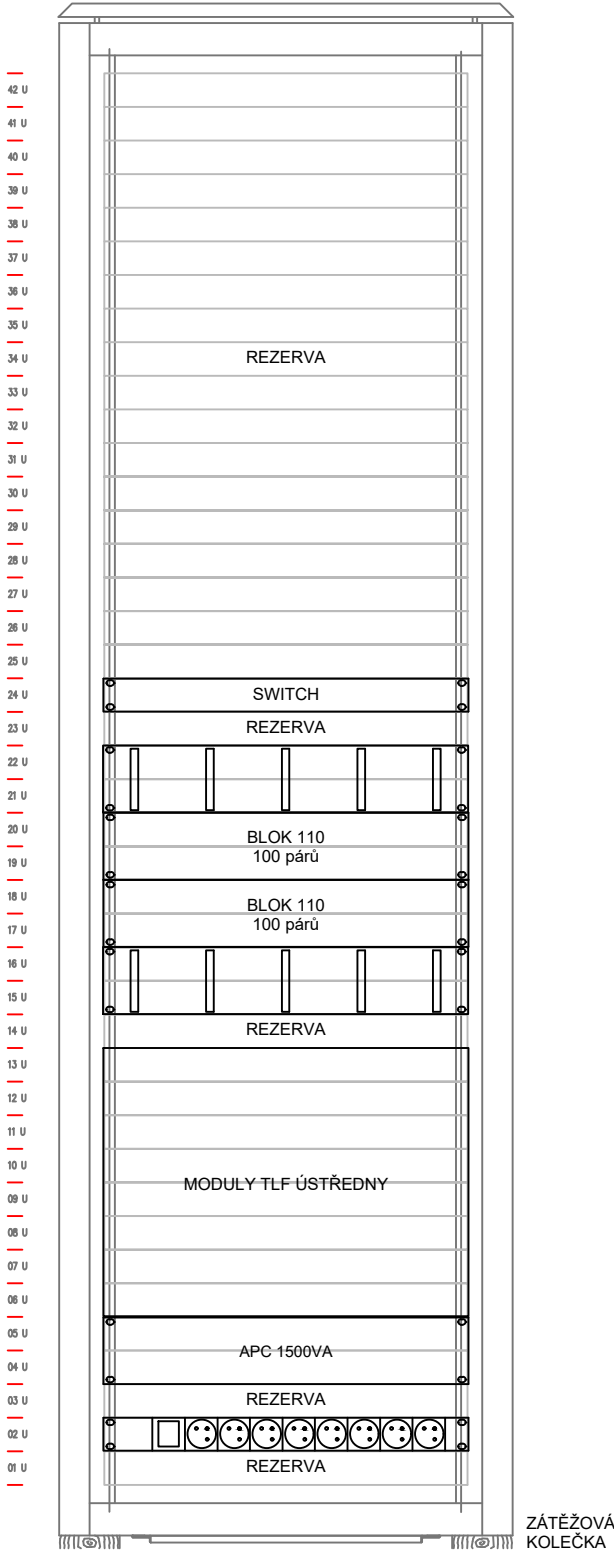 42 U
41 U
40 U
39 U
38 U
37 U
36 U
35 U
34 U
REZERVA
33 U
32 U
31 U
30 U
29 U
28 U
27 U
26 U
25 U
24 U
SWITCH
23 U
REZERVA
22 U
21 U
20 U
BLOK 110
100 párů
19 U
18 U
BLOK 110
100 párů
17 U
16 U
15 U
14 U
REZERVA
13 U
12 U
11 U
10 U
09 U
MODULY TLF ÚSTŘEDNY
08 U
07 U
06 U
05 U
APC 1500VA
04 U
03 U
REZERVA
02 U
01 U
REZERVA
ZÁTĚŽOVÁ
KOLEČKA